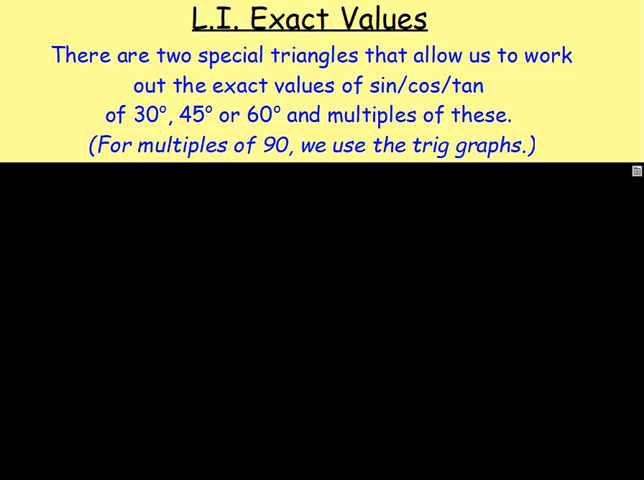 L.I. Exact Values
There are two special triangles that allow us to work
out the exact values of sin/cos/tan
of 30°, 45° or 60° and multiples of these.
(For multiples of 90, we use the trig graphs.)